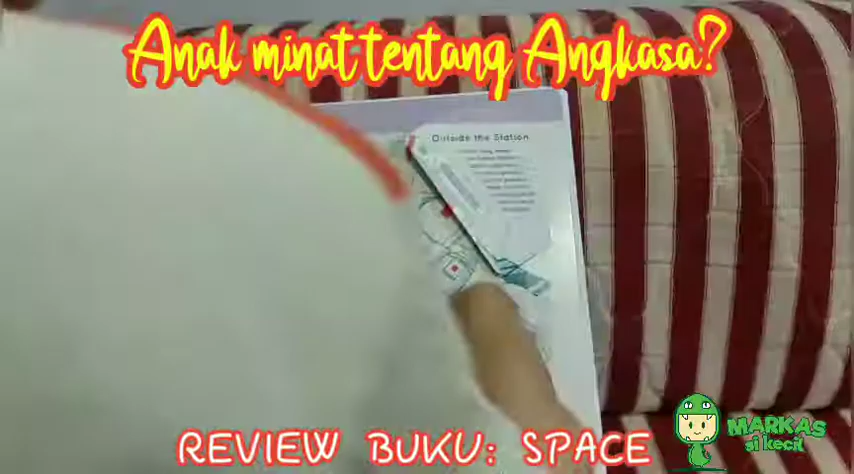 Anak minat tentang Angkasa?
Outside the Station
REVIEW BUKU: SPACE
MARKAS
si kecil